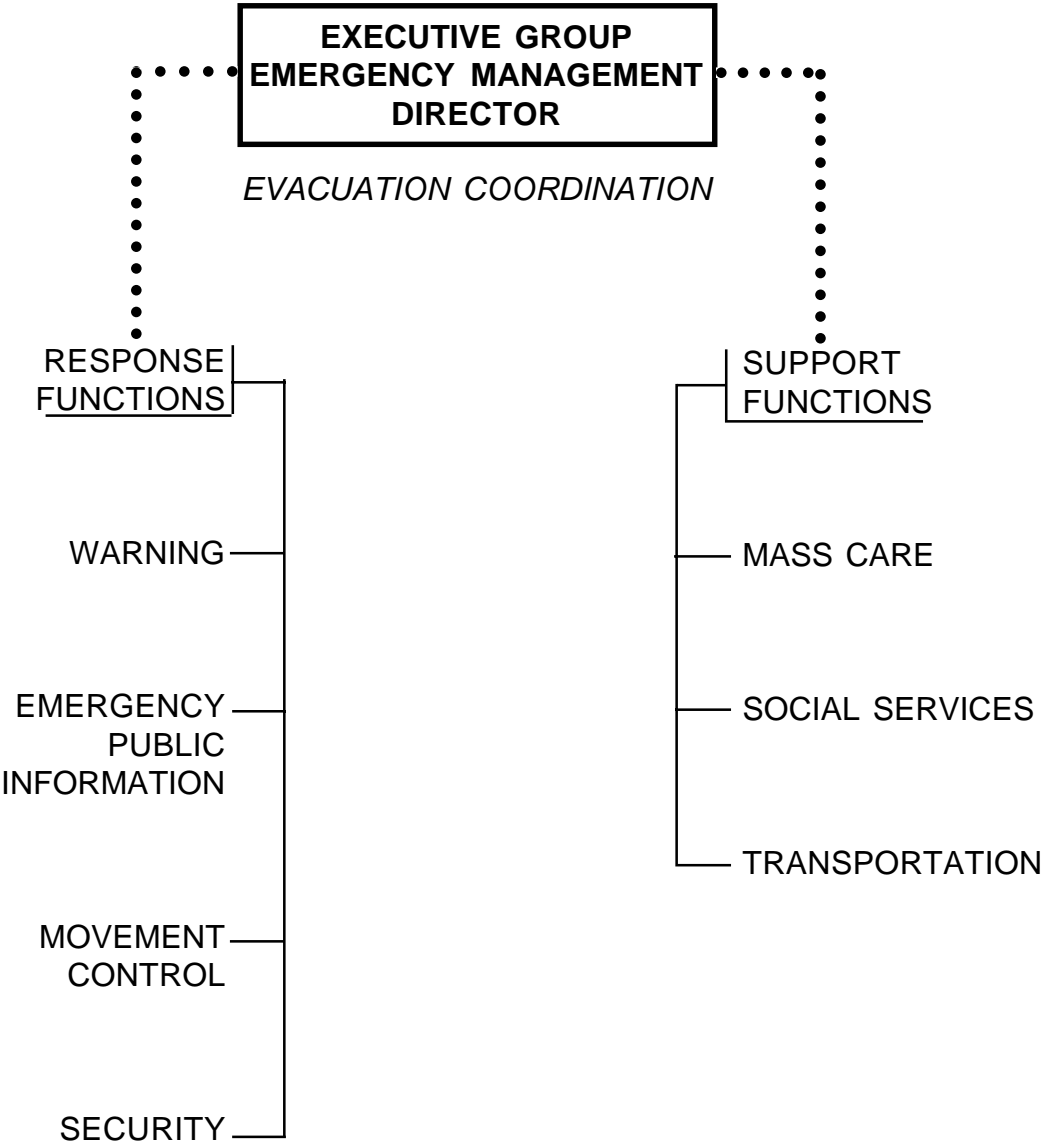 EXECUTIVE GROUP
EMERGENCY MANAGEMENT
DIRECTOR
EVACUATION COORDINATION
RESPONSE
FUNCTIONS
WARNING
EMERGENCY
PUBLIC
INFORMATION
MOVEMENT
CONTROL
SECURITY
SUPPORT
FUNCTIONS
MASS CARE
SOCIAL SERVICES
TRANSPORTATION